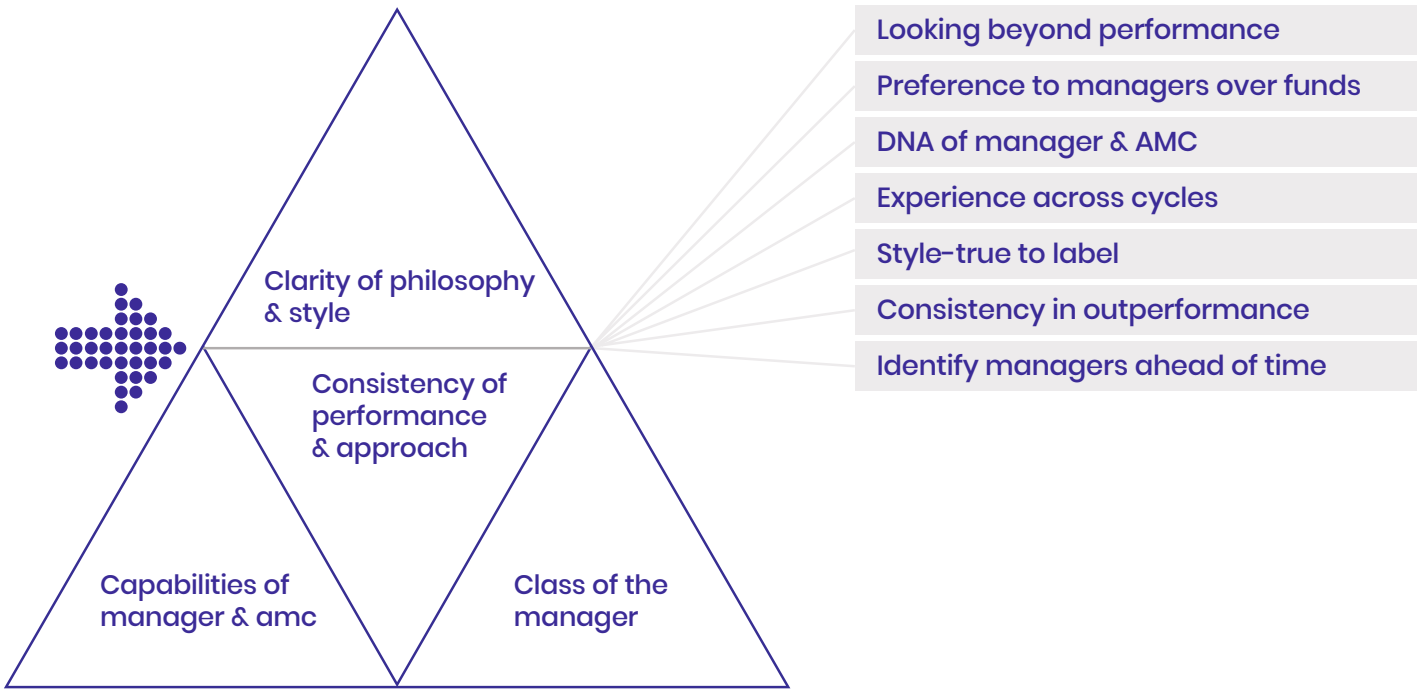 Clarity of philosophy
& style
Consistency of
performance
& approach
Capabilities of
manager & amc
Class of the
manager
Looking beyond performance
Preference to managers over funds
DNA of manager & AMC
Experience across cycles
Style-true to label
Consistency in outperformance
Identify managers ahead of time